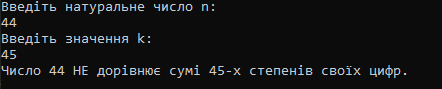 Введіть натуральне число n:
44
Введіть значення k:
45
Число 44 НЕ дорівнює сумі 45-х степенів своїх цифр.